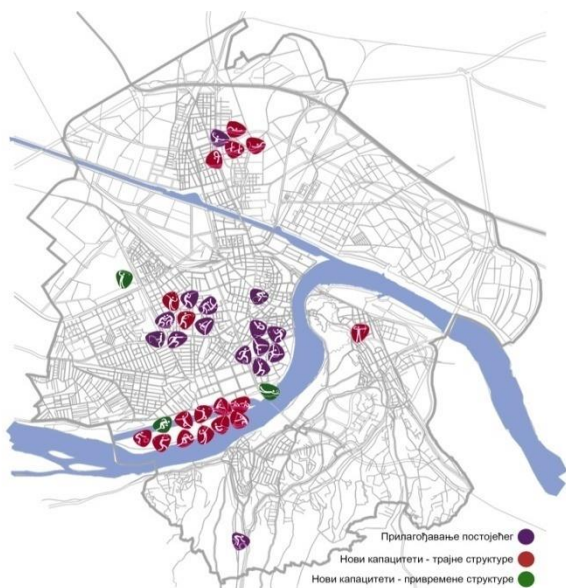 Прилагођавање постојећег
Нови капацитети - трајне структуре
Нови капацитети - привремене структуре